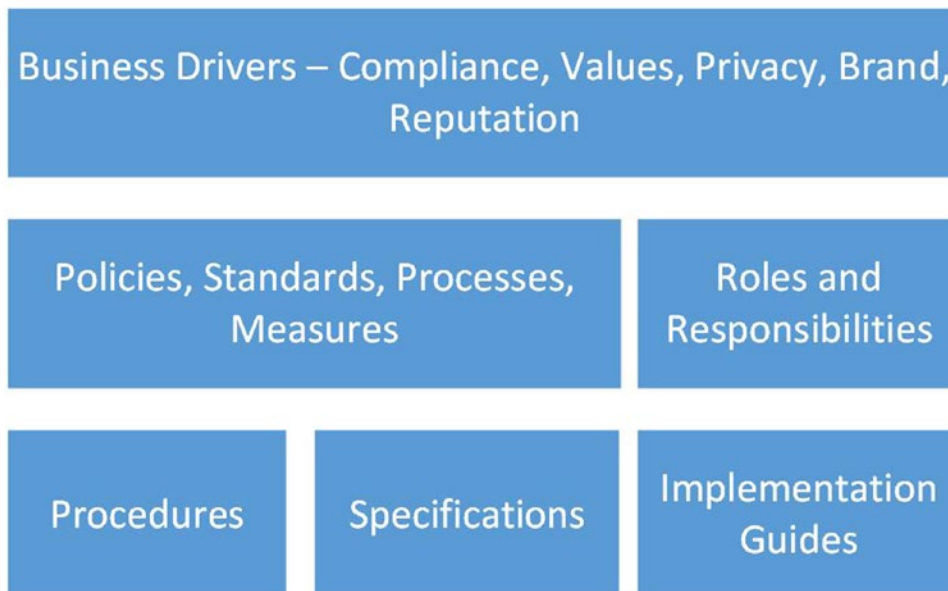 Business Drivers – Compliance, Values, Privacy, Brand,
Reputation
Policies, Standards, Processes,
Measures
Roles and
Responsibilities
Procedures
Specifications
Implementation
Guides